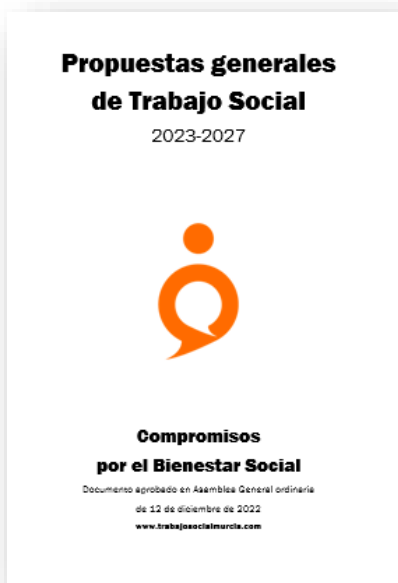 Propuestas generales
de Trabajo Social
2023-2027
Compromisos
por el Bienestar Social
Documento aprobado en Asamblea General ordinaria
de 12 de diciembre de 2022
www.trabajosocialmurcia.com